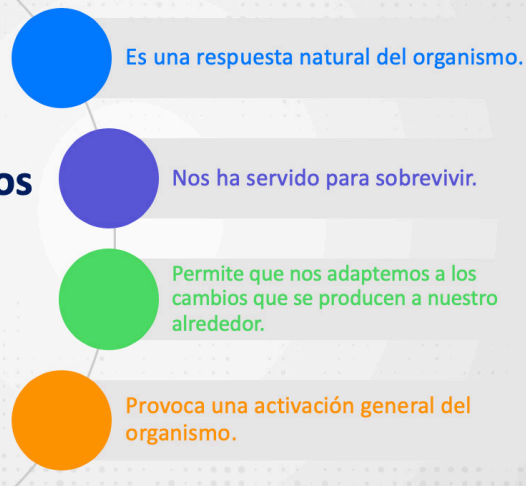 Es una respuesta natural del organismo.
os
Nos ha servido para sobrevivir.
Permite que nos adaptemos a los
cambios que se producen a nuestro
alrededor.
Provoca una activación general del
organismo.